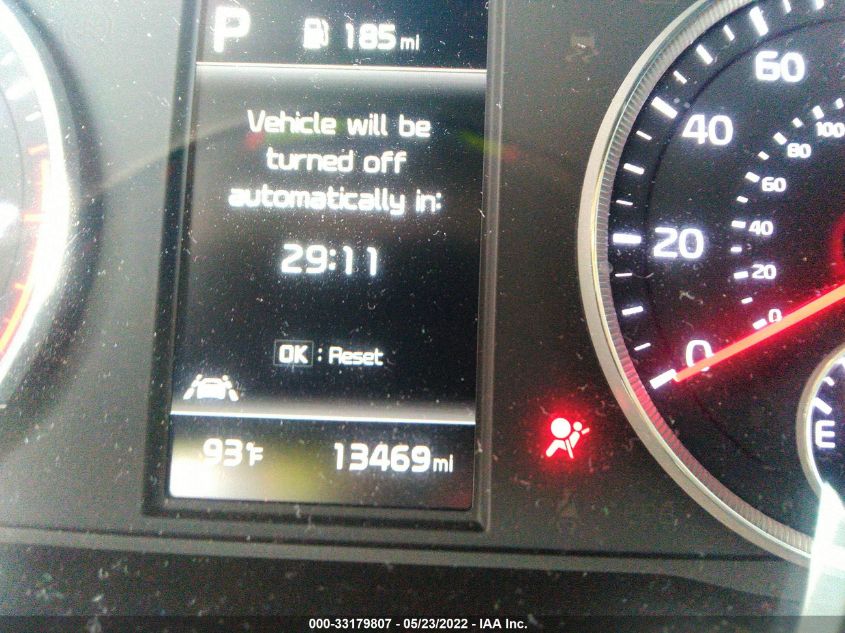 P 185 mi
Vehicle will be
turned off
automatically in:
29:11
OK : Reset
93°F 13469 mi
60
40
20
0
100
80
60
40
20
0
E
000-33179807 - 05/23/2022 - IAA Inc.